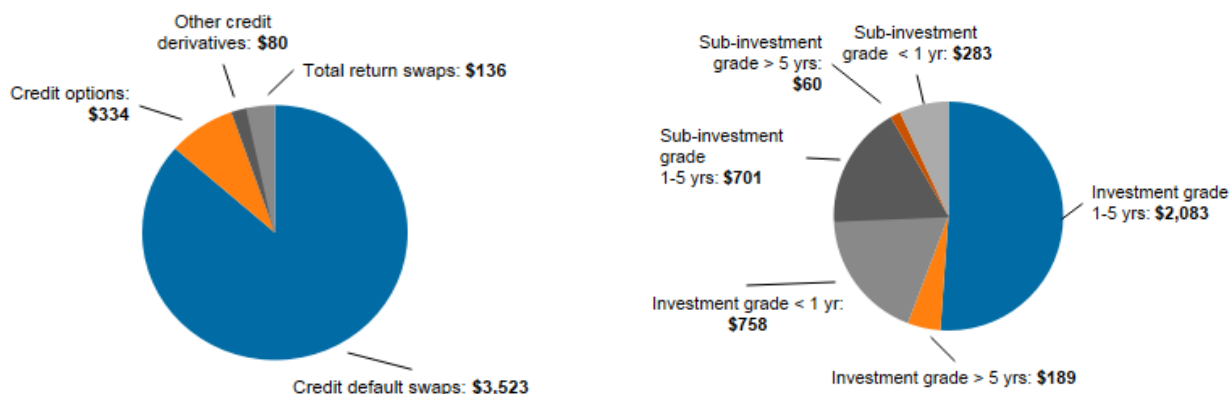 Other credit
derivatives: $80
Total return swaps: $136
Credit options:
$334
Credit default swaps: $3,523
Sub-investment
grade > 5 yrs:
$60
Sub-investment
grade < 1 yr: $283
Sub-investment
grade
1-5 yrs: $701
Investment grade
1-5 yrs: $2,083
Investment grade < 1 yr:
$758
Investment grade > 5 yrs: $189